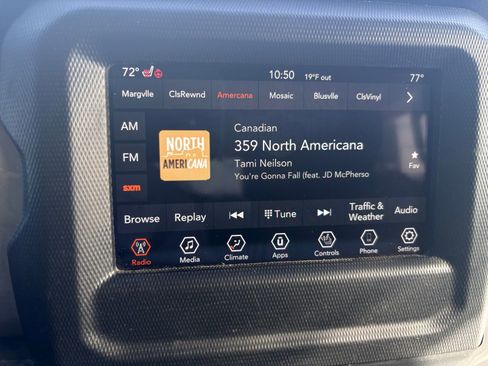 72° 10:50 19°F out 77°
Margvlle ClsRewnd Amercana Mosaic Blusvlle ClsVinyl
AM
FM
sxm
NORTH
AMERICANA
Canadian
359 North Americana
Tami Neilson
You're Gonna Fall (feat. JD McPherso
Fav
Browse Replay Tune Traffic & Weather Audio
Radio Media Climate Apps Controls Phone Settings